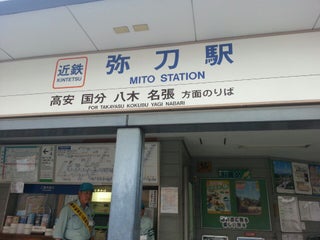 近鉄
KINTETSU
弥刀駅
MITO STATION
高安 国分 八木 名張 方面のりば
FOR TAKAYASU KOKUBU YAGI NABARI